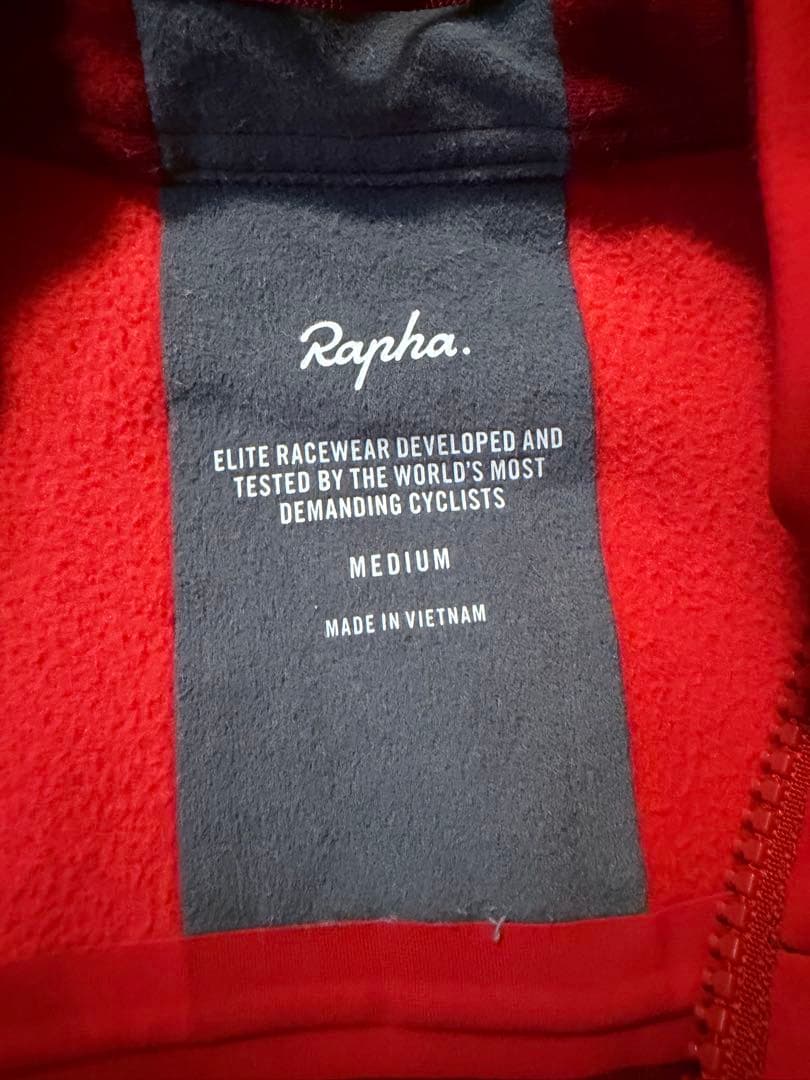 Rapha.
ELITE RACEWEAR DEVELOPED AND
TESTED BY THE WORLD'S MOST
DEMANDING CYCLISTS
MEDIUM
MADE IN VIETNAM